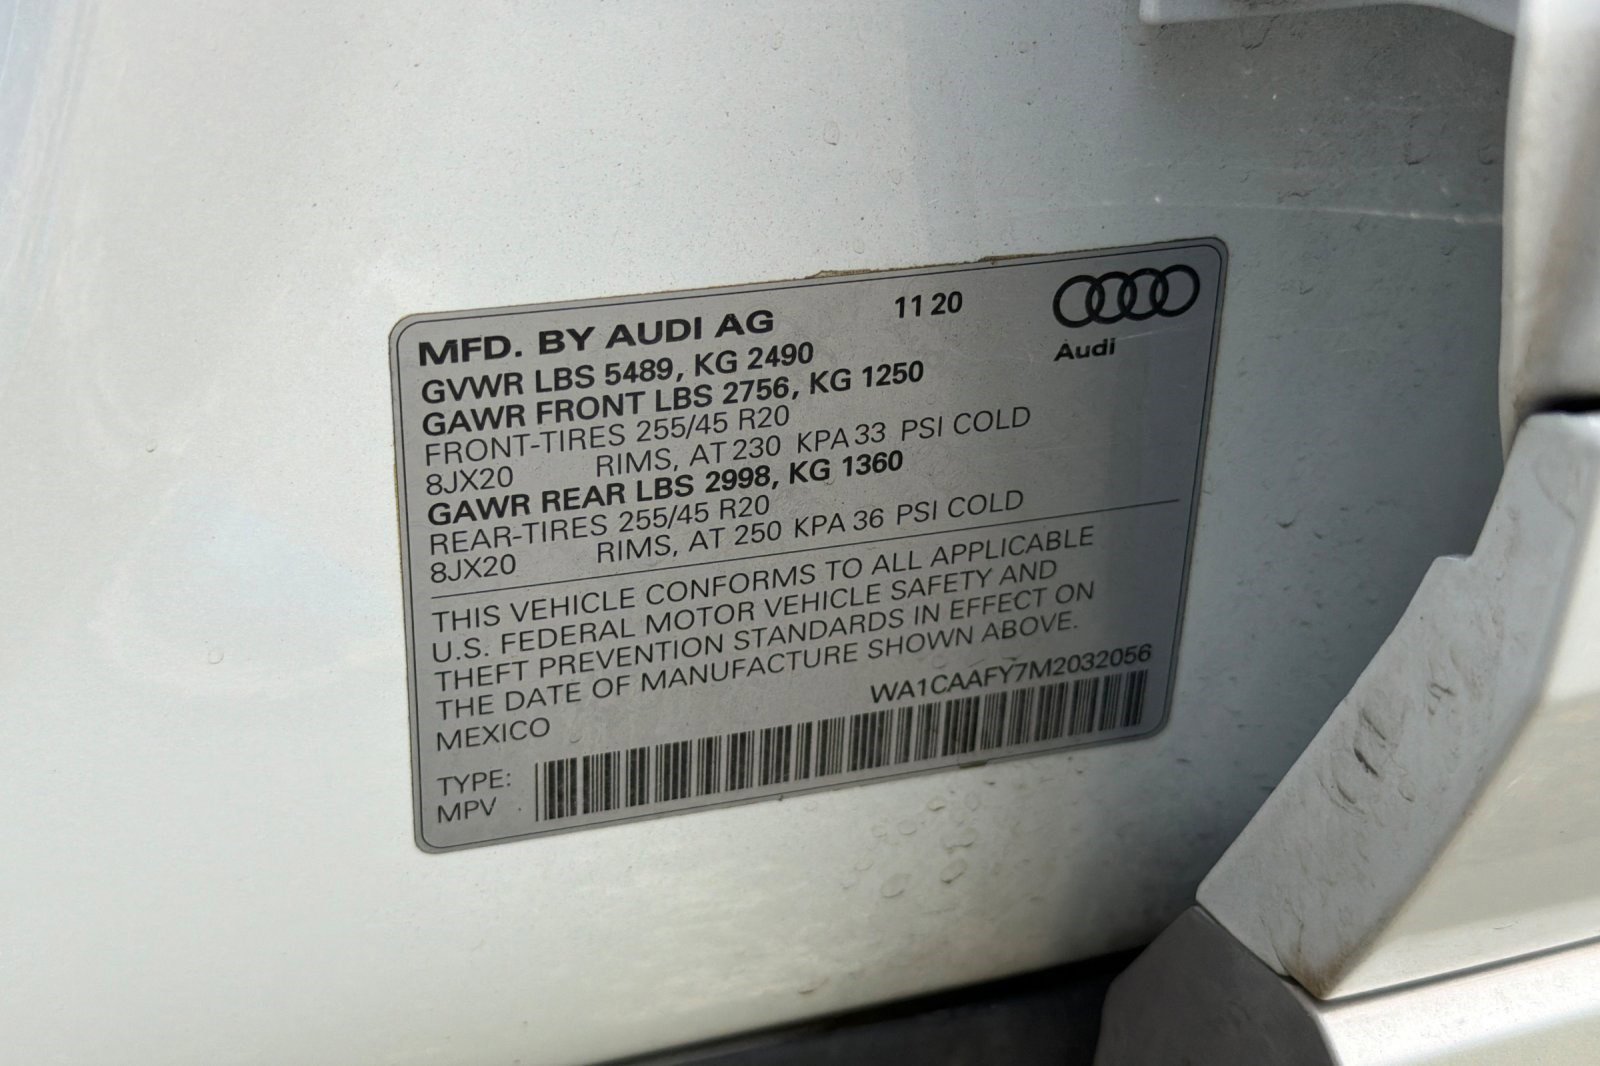 MFD. BY AUDI AG 11 20
Audi
GVWR LBS 5489, KG 2490
GAWR FRONT LBS 2756, KG 1250
FRONT-TIRES 255/45 R20
8JX20 RIMS, AT 230 KPA 33 PSI COLD
GAWR REAR LBS 2998, KG 1360
REAR-TIRES 255/45 R20
8JX20 RIMS, AT 250 KPA 36 PSI COLD
THIS VEHICLE CONFORMS TO ALL APPLICABLE
U.S. FEDERAL MOTOR VEHICLE SAFETY AND
THEFT PREVENTION STANDARDS IN EFFECT ON
THE DATE OF MANUFACTURE SHOWN ABOVE.
MEXICO WA1CAAFY7M2032056
TYPE:
MPV